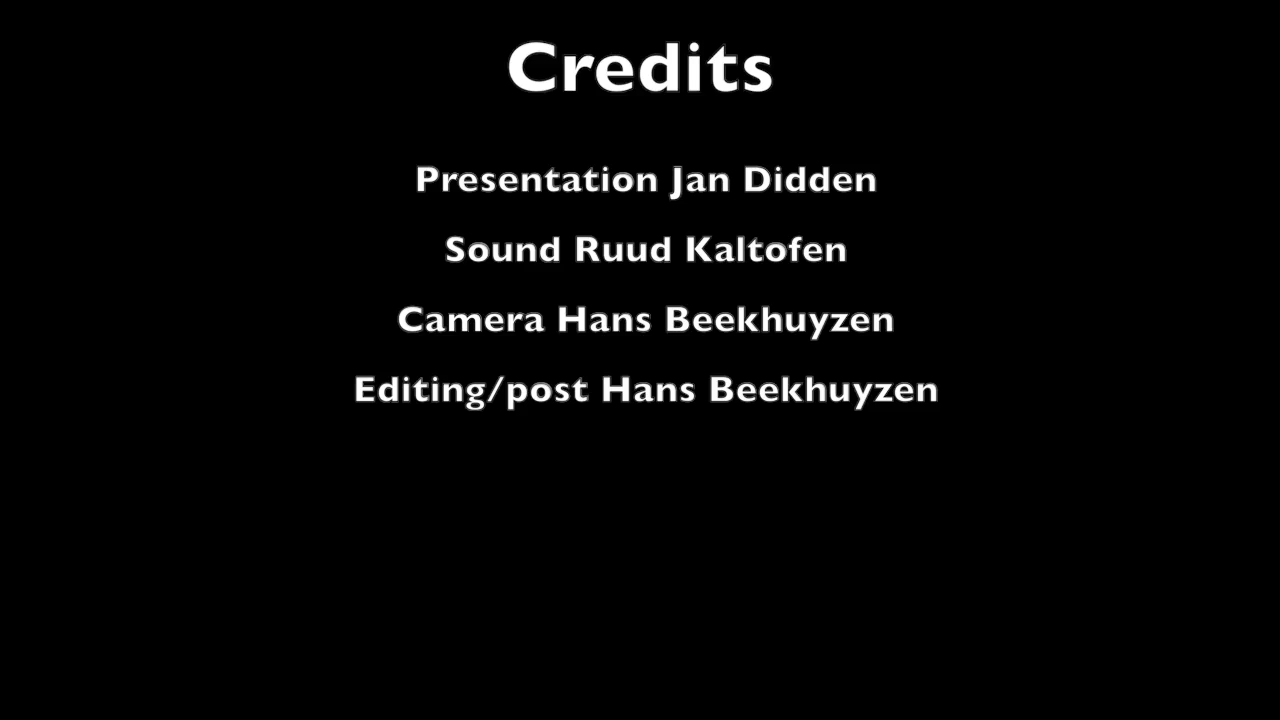 Credits
Presentation Jan Didden
Sound Ruud Kaltofen
Camera Hans Beekhuyzen
Editing/post Hans Beekhuyzen